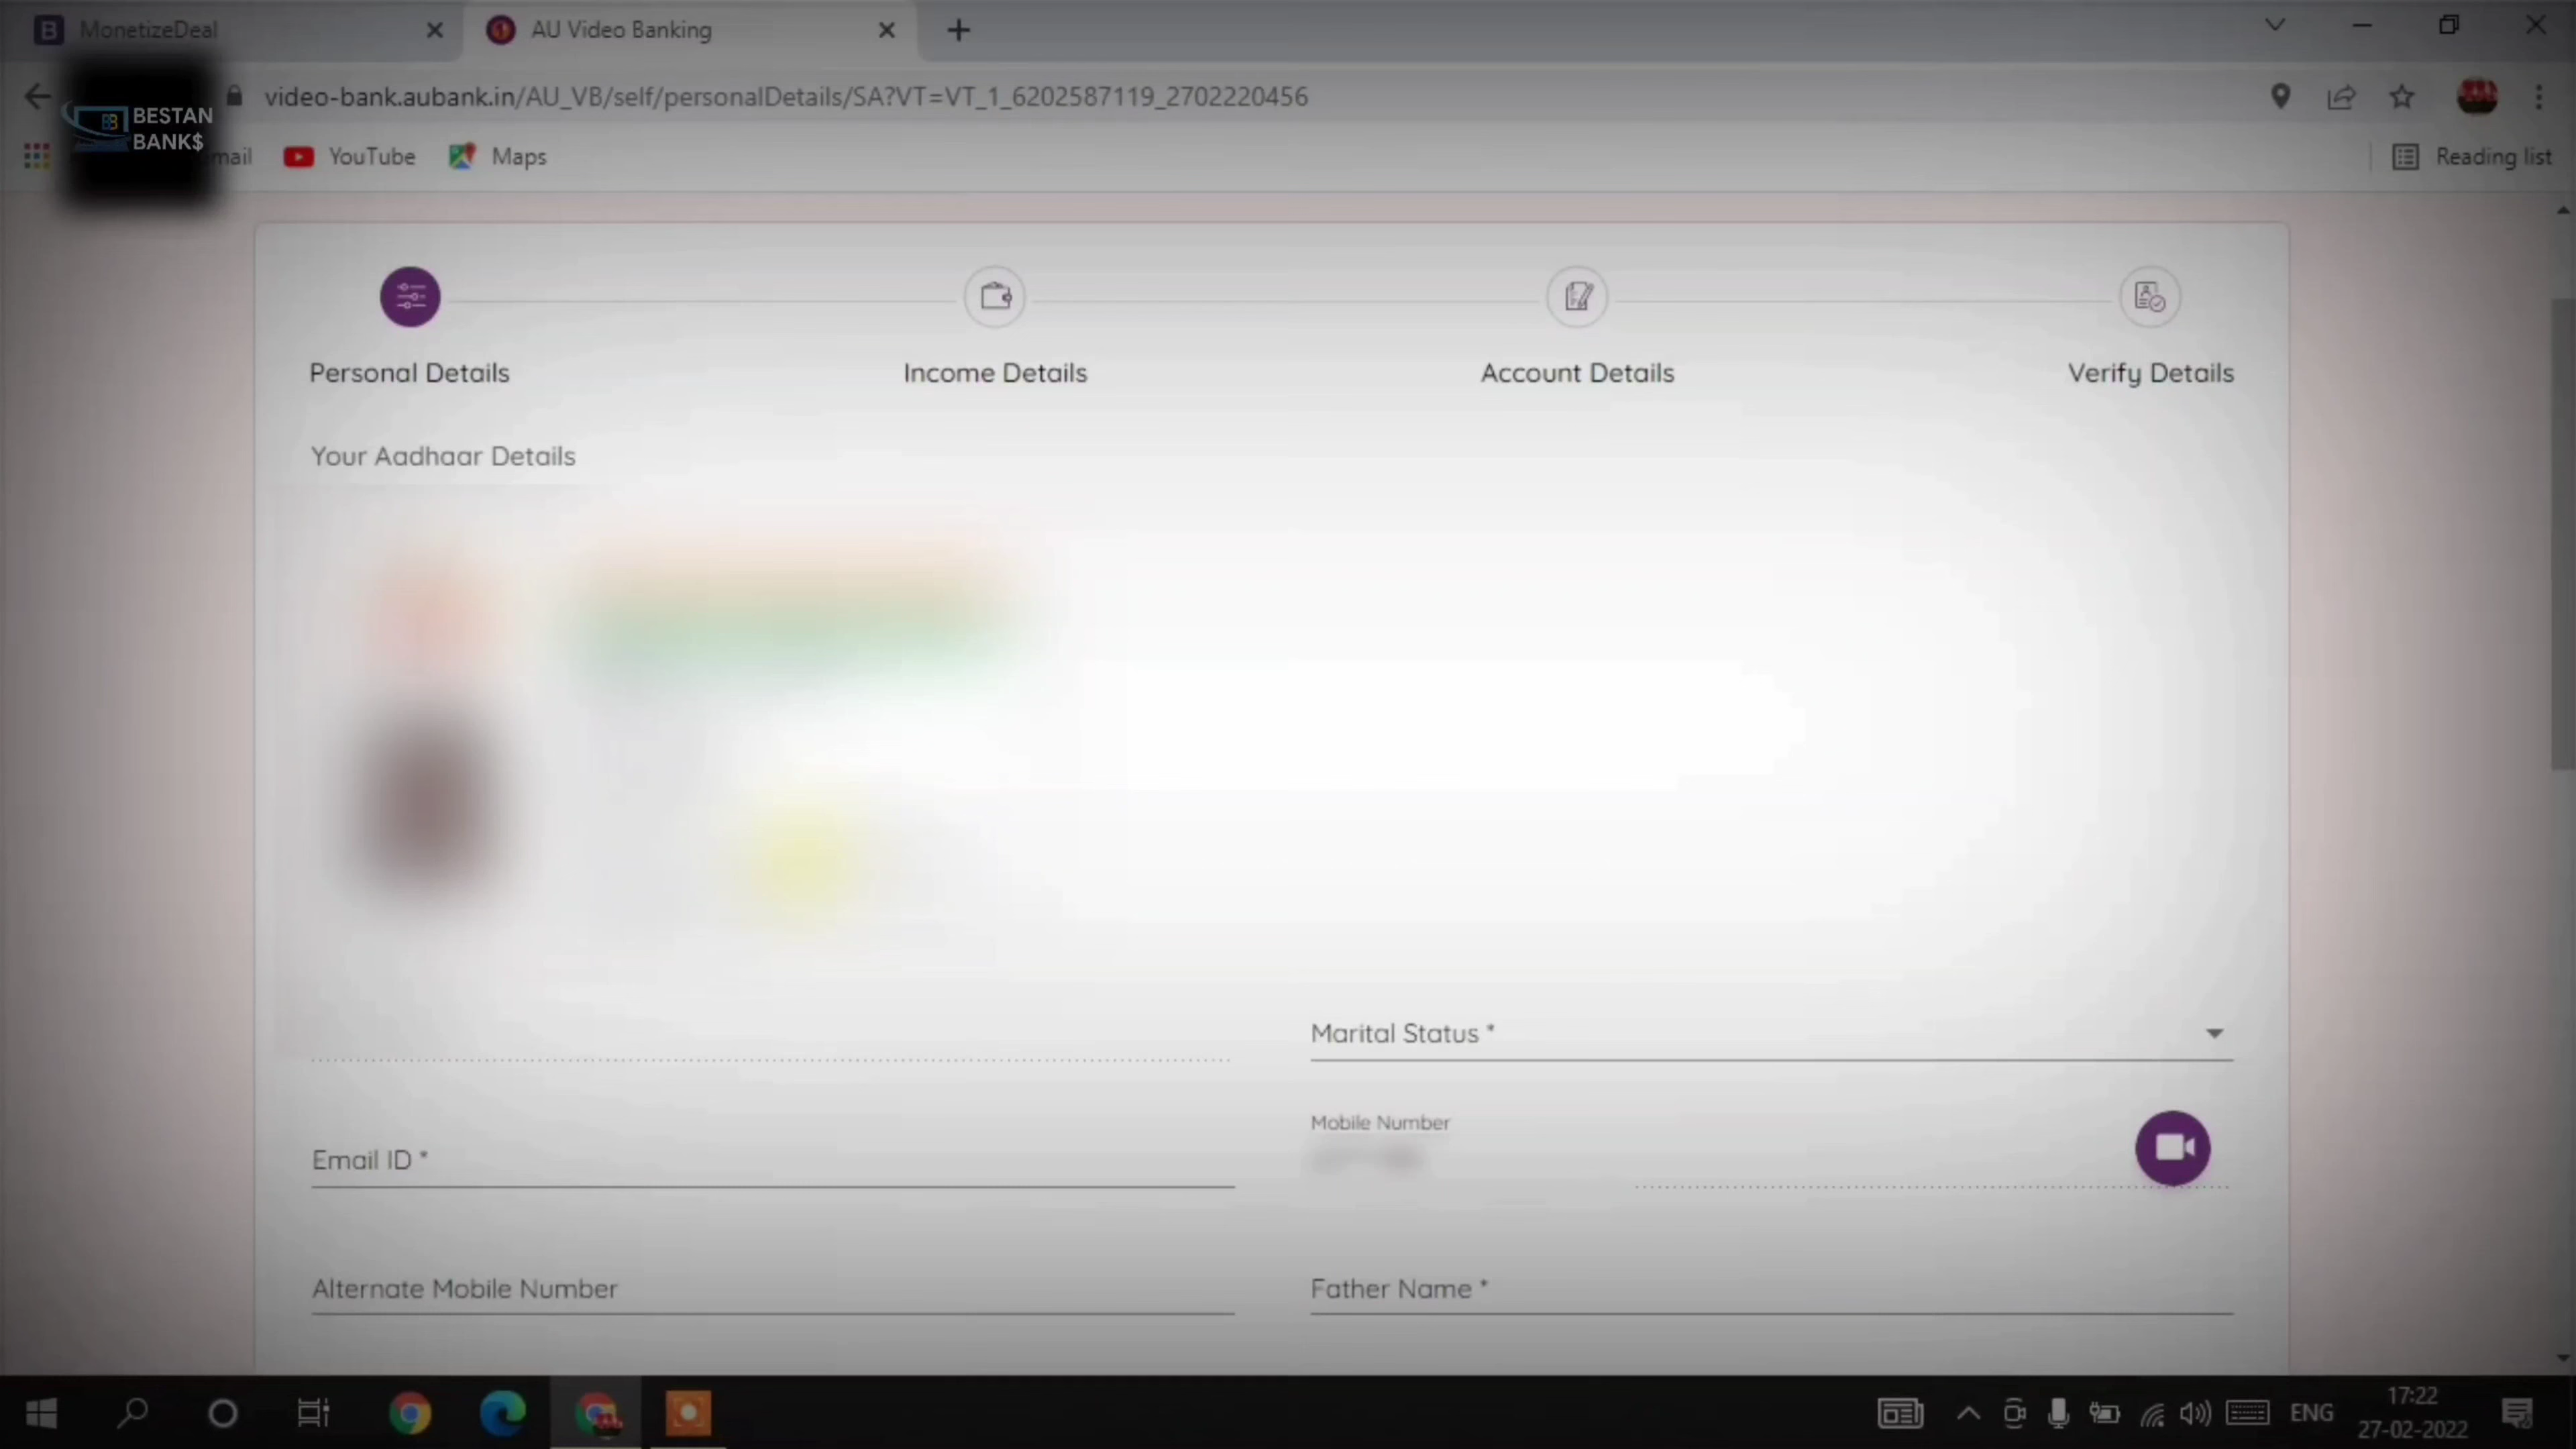 MonetizeDeal
AU Video Banking
video-bank.aubank.in/AU_VB/self/personalDetails/SA?VT=VT_1_6202587119_2702220456
BESTAN
BANK$
mail
YouTube
Maps
Reading list
Personal Details
Income Details
Account Details
Verify Details
Your Aadhaar Details
Marital Status *
Mobile Number
Email ID *
Alternate Mobile Number
Father Name *
ENG
17:22
27-02-2022